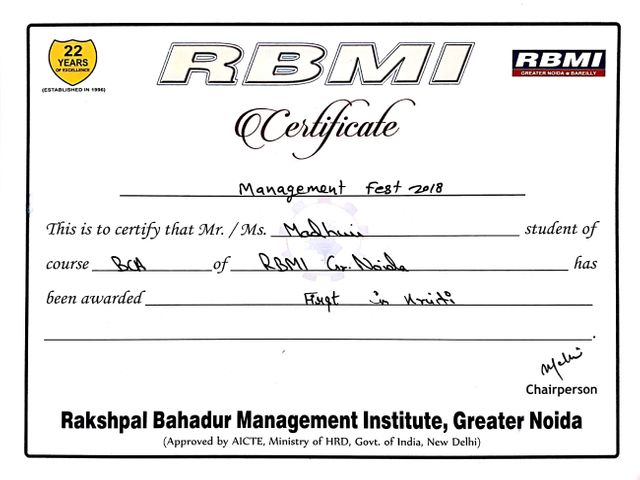 22
YEARS
OF EXCELLENCE
(ESTABLISHED IN 1996)
RBMI
RBMI
GREATER NOIDA BAREILLY
Certificate
Management Fest 2018
This is to certify that Mr. / Ms. student of
course BCA of RBMI Gr. Noida has
been awarded First in
Chairperson
Rakshpal Bahadur Management Institute, Greater Noida
(Approved by AICTE, Ministry of HRD, Govt. of India, New Delhi)